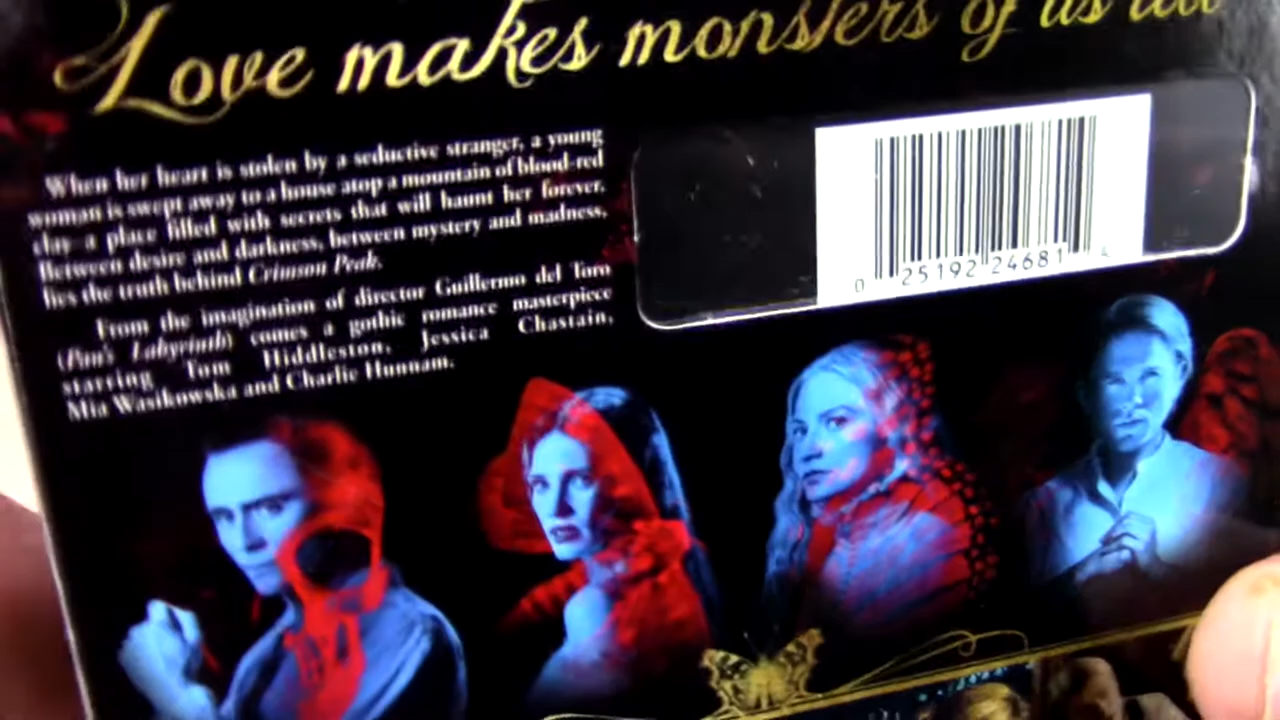 Love makes monsters of us all
When her heart is stolen by a seductive stranger, a young
woman is swept away to a house atop a mountain of blood-red
clay: a place filled with secrets that will haunt her forever.
Between desire and darkness, between mystery and madness,
lies the truth behind Crimson Peak.
From the imagination of director Guillermo del Toro
(Pan's Labyrinth) comes a gothic romance masterpiece
starring Tom Hiddleston, Jessica Chastain,
Mia Wasikowska and Charlie Hunnam.
0 25192 24681 4